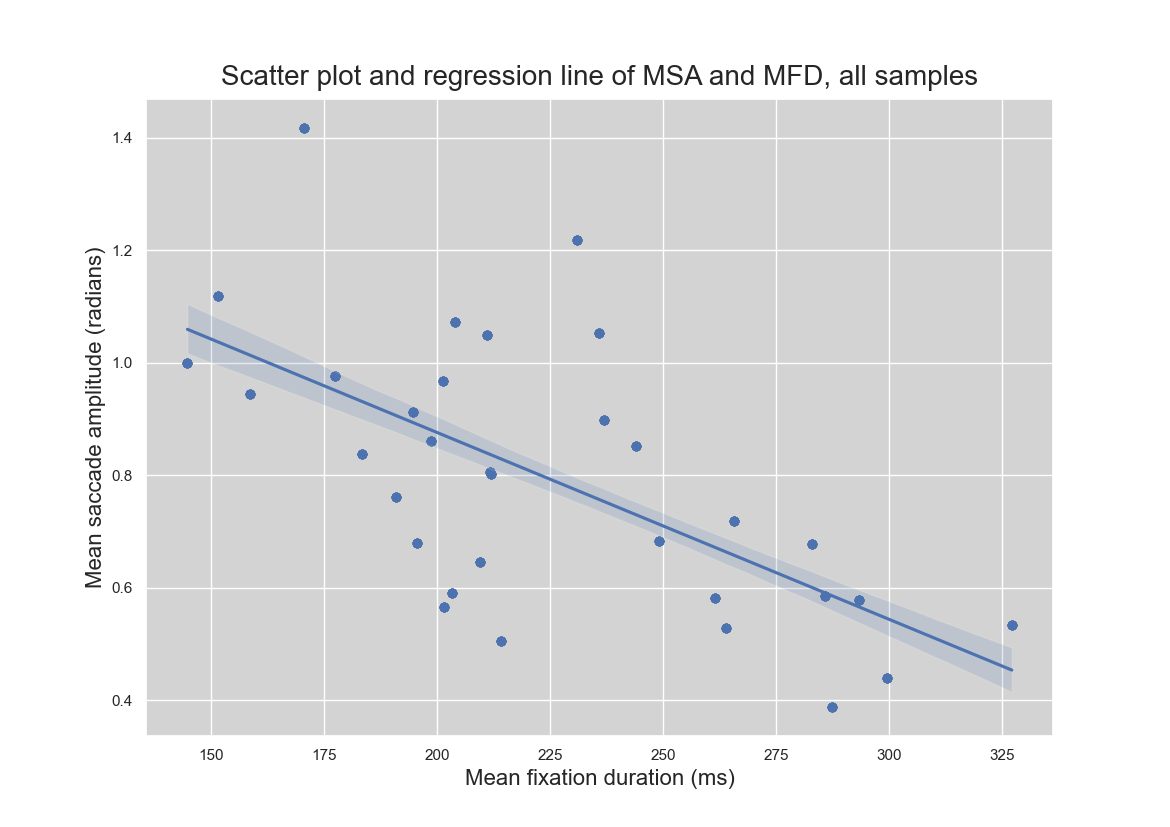 Scatter plot and regression line of MSA and MFD, all samples
1.4
1.2
1.0
0.8
0.6
0.4
Mean saccade amplitude (radians)
150 175 200 225 250 275 300 325
Mean fixation duration (ms)